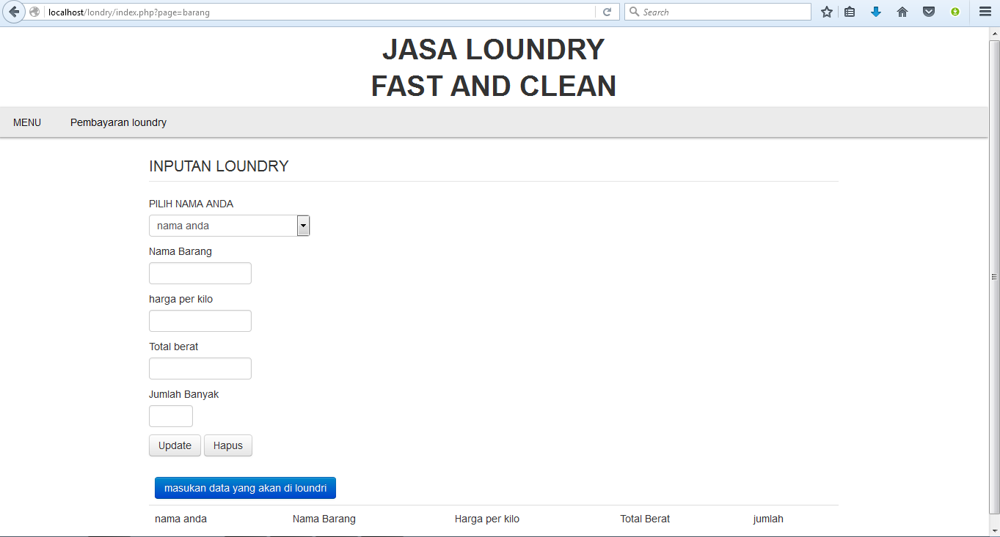 localhost/londry/index.php?page=barang
Search
JASA LOUNDRY
FAST AND CLEAN
MENU Pembayaran loundry
INPUTAN LOUNDRY
PILIH NAMA ANDA
nama anda
Nama Barang
harga per kilo
Total berat
Jumlah Banyak
Update Hapus
masukan data yang akan di loundri
nama anda Nama Barang Harga per kilo Total Berat jumlah